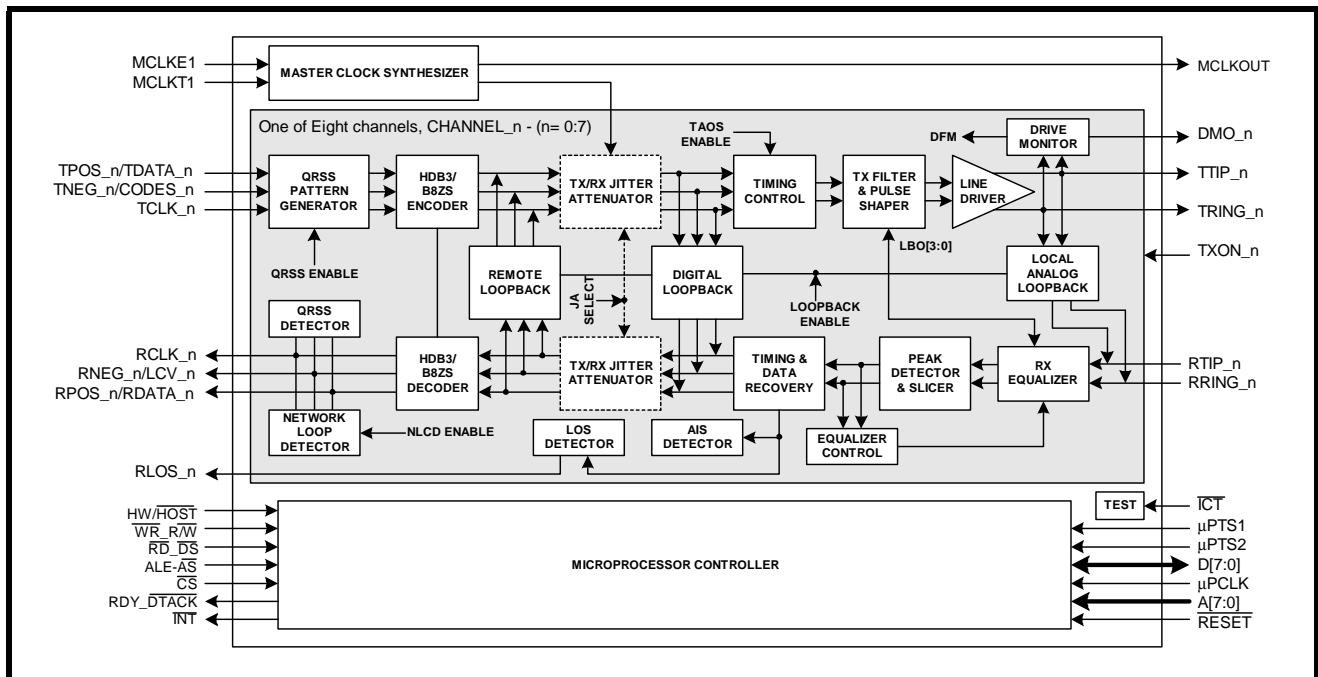 MCLKE1
MCLKT1
MASTER CLOCK SYNTHESIZER
MCLKOUT
One of Eight channels, CHANNEL_n - (n= 0:7)
TAOS
ENABLE
DFM
DRIVE
MONITOR
DMO_n
TPOS_n/TDATA_n
TNEG_n/CODES_n
TCLK_n
QRSS
PATTERN
GENERATOR
HDB3/
B8ZS
ENCODER
TX/RX JITTER
ATTENUATOR
TIMING
CONTROL
TX FILTER
& PULSE
SHAPER
LINE
DRIVER
TTIP_n
TRING_n
TXON_n
QRSS ENABLE
REMOTE
LOOPBACK
JA
SELECT
DIGITAL
LOOPBACK
LOOPBACK
ENABLE
LBO[3:0]
LOCAL
ANALOG
LOOPBACK
QRSS
DETECTOR
RCLK_n
RNEG_n/LCV_n
RPOS_n/RDATA_n
HDB3/
B8ZS
DECODER
TX/RX JITTER
ATTENUATOR
TIMING &
DATA
RECOVERY
PEAK
DETECTOR
& SLICER
RX
EQUALIZER
RTIP_n
RRING_n
NETWORK
LOOP
DETECTOR
NLCD ENABLE
LOS
DETECTOR
AIS
DETECTOR
EQUALIZER
CONTROL
RLOS_n
HW/HOST
WR_R/W
RD_DS
ALE-AS
CS
RDY_DTACK
INT
MICROPROCESSOR CONTROLLER
TEST
ICT
µPTS1
µPTS2
D[7:0]
µPCLK
A[7:0]
RESET